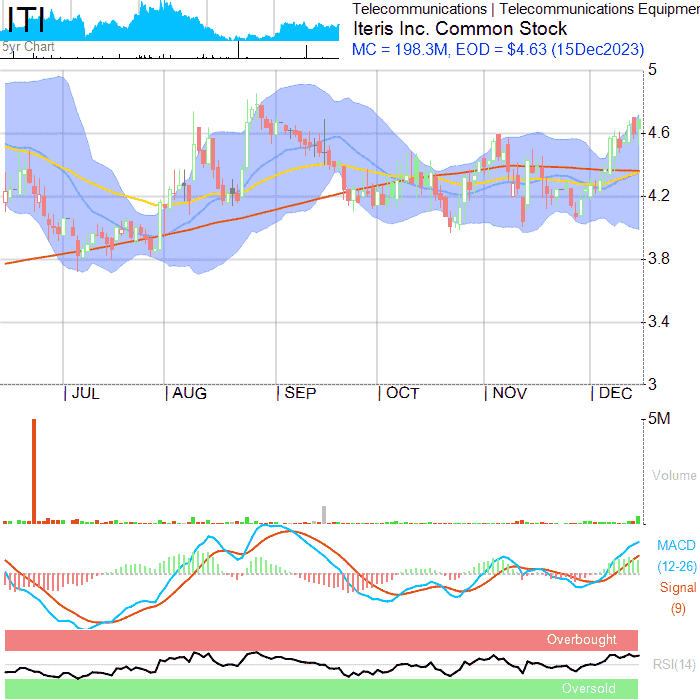 ITI
Telecommunications | Telecommunications Equipmen
Iteris Inc. Common Stock
5yr Chart
MC = 198.3M, EOD = $4.63 (15Dec2023)
5
4.6
4.2
3.8
3.4
3
JUL AUG SEP OCT NOV DEC
5M
Volume
MACD
(12-26)
Signal
(9)
Overbought
RSI(14)
Oversold